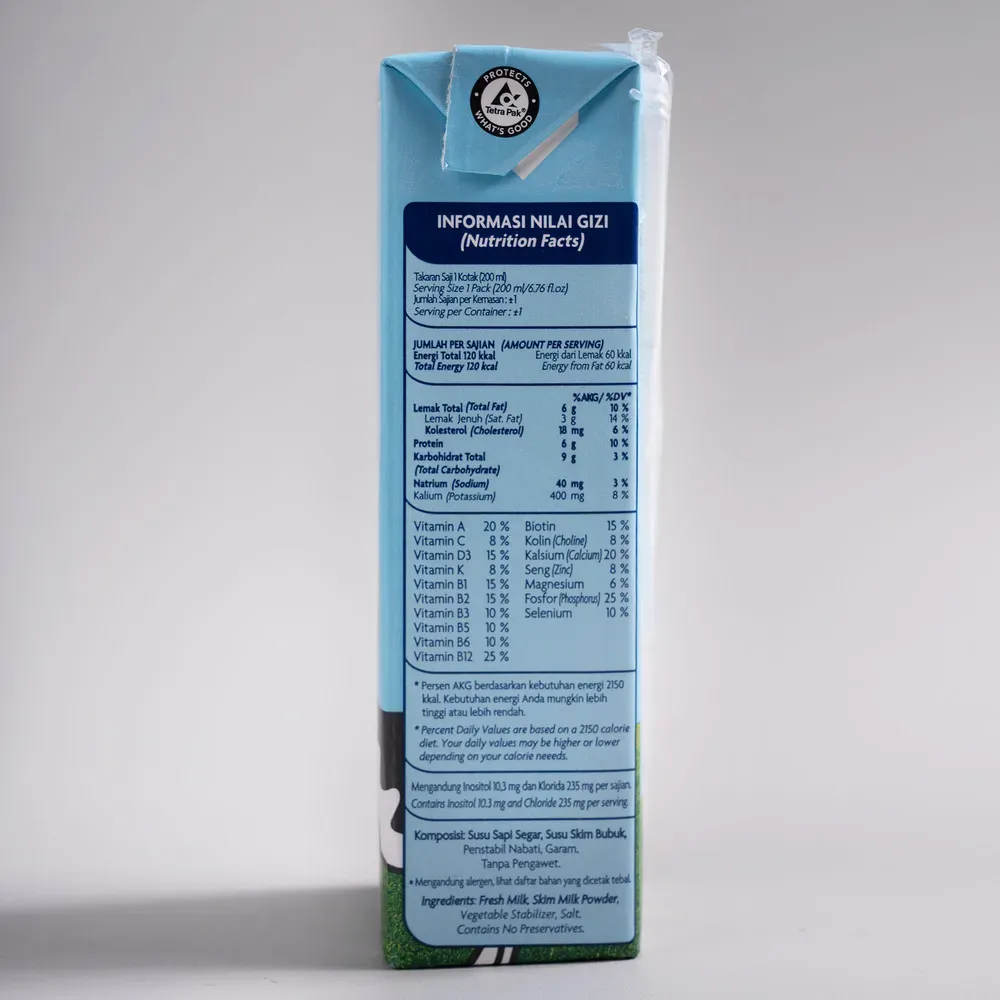 PROTECTS
Tetra Pak®
WHAT'S GOOD
INFORMASI NILAI GIZI
(Nutrition Facts)
Takaran Saji 1 Kotak (200 ml)
Serving Size 1 Pack (200 ml/6.76 fl.oz)
Jumlah Sajian per Kemasan : ±1
Serving per Container : ±1
JUMLAH PER SAJIAN (AMOUNT PER SERVING)
Energi Total 120 kkal Energi dari Lemak 60 kkal
Total Energy 120 kcal Energy from Fat 60 kcal
%AKG/ %DV*
Lemak Total (Total Fat) 6 g 10 %
Lemak Jenuh (Sat. Fat) 3 g 14 %
Kolesterol (Cholesterol) 18 mg 6 %
Protein 6 g 10 %
Karbohidrat Total 9 g 3 %
(Total Carbohydrate)
Natrium (Sodium) 40 mg 3 %
Kalium (Potassium) 400 mg 8 %
Vitamin A 20 % Biotin 15 %
Vitamin C 8 % Kolin (Choline) 8 %
Vitamin D3 15 % Kalsium (Calcium) 20 %
Vitamin K 8 % Seng (Zinc) 8 %
Vitamin B1 15 % Magnesium 6 %
Vitamin B2 15 % Fosfor (Phosphorus) 25 %
Vitamin B3 10 % Selenium 10 %
Vitamin B5 10 %
Vitamin B6 10 %
Vitamin B12 25 %
* Persen AKG berdasarkan kebutuhan energi 2150
kkal. Kebutuhan energi Anda mungkin lebih
tinggi atau lebih rendah.
* Percent Daily Values are based on a 2150 calorie
diet. Your daily values may be higher or lower
depending on your calorie needs.
Mengandung Inositol 10,3 mg dan Klorida 235 mg per sajian.
Contains Inositol 10.3 mg and Chloride 235 mg per serving.
Komposisi: Susu Sapi Segar, Susu Skim Bubuk,
Penstabil Nabati, Garam.
Tanpa Pengawet.
• Mengandung alergen, lihat daftar bahan yang dicetak tebal.
Ingredients: Fresh Milk, Skim Milk Powder,
Vegetable Stabilizer, Salt.
Contains No Preservatives.